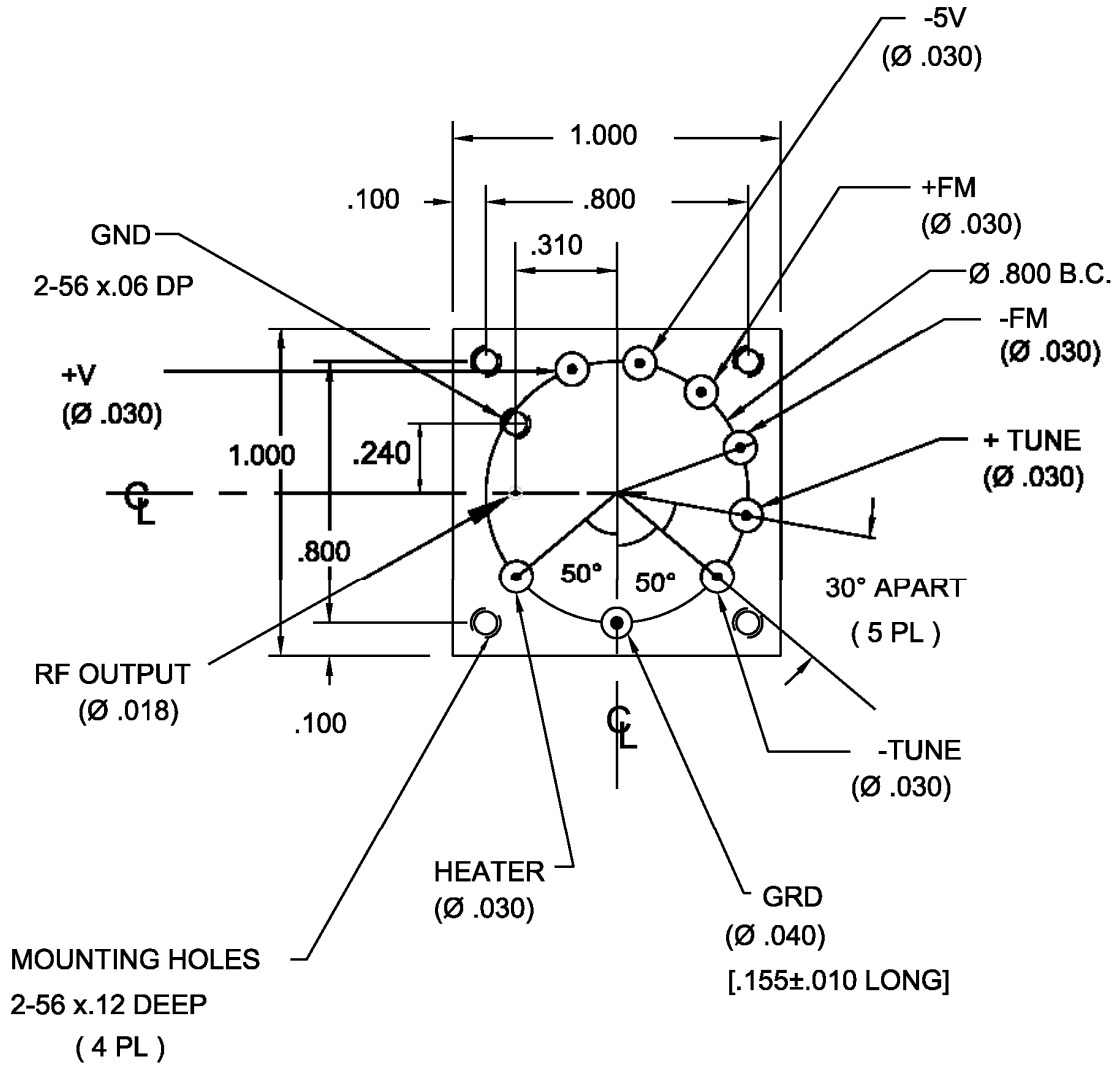 -5V
(Ø .030)
1.000
+FM
(Ø .030)
.100
.800
GND
2-56 x.06 DP
.310
Ø .800 B.C.
-FM
(Ø .030)
+V
(Ø .030)
1.000
.240
+ TUNE
(Ø .030)
CL
.800
50°
50°
30° APART
( 5 PL )
RF OUTPUT
(Ø .018)
.100
CL
-TUNE
(Ø .030)
HEATER
(Ø .030)
GRD
(Ø .040)
[.155±.010 LONG]
MOUNTING HOLES
2-56 x.12 DEEP
( 4 PL )